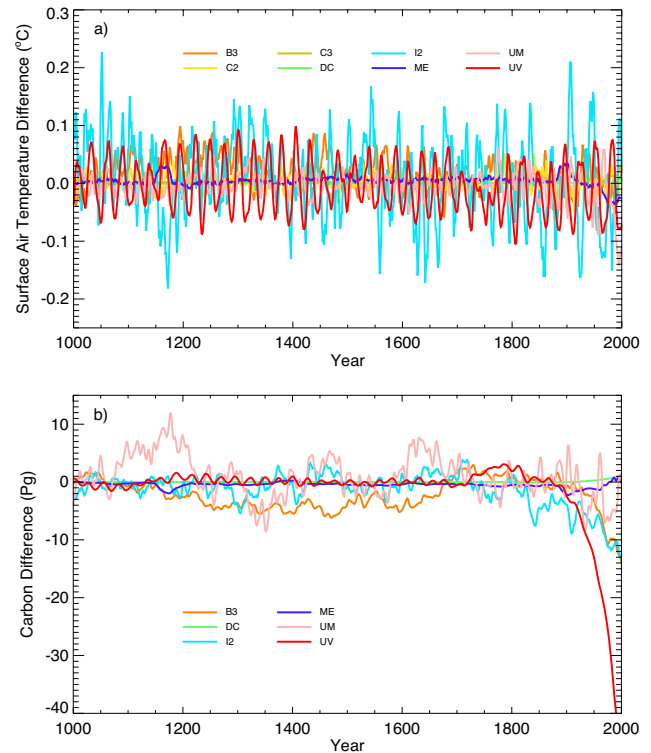 a)
Surface Air Temperature Difference (°C)
0.3
0.2
0.1
0.0
-0.1
-0.2
B3 C3 I2 UM
C2 DC ME UV
1000 1200 1400 1600 1800 2000
Year
b)
Carbon Difference (Pg)
10
0
-10
-20
-30
-40
B3 ME
DC UM
I2 UV
1000 1200 1400 1600 1800 2000
Year